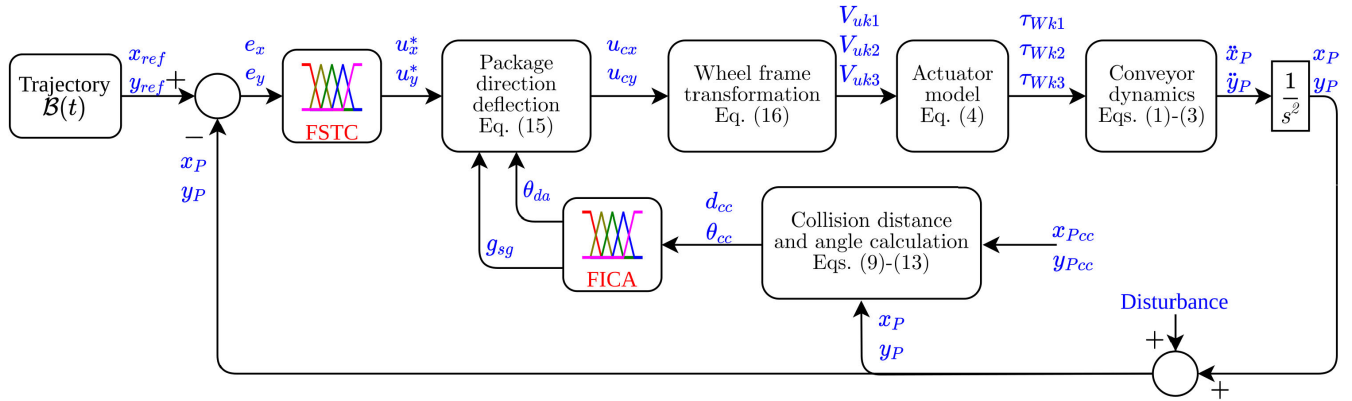 Trajectory
ℬ(t)
x_ref
y_ref
+
−
x_P
y_P
e_x
e_y
FSTC
u_x^*
u_y^*
Package
direction
deflection
Eq. (15)
u_cx
u_cy
Wheel frame
transformation
Eq. (16)
V_uk1
V_uk2
V_uk3
Actuator
model
Eq. (4)
τ_Wk1
τ_Wk2
τ_Wk3
Conveyor
dynamics
Eqs. (1)-(3)
ẍ_P
ÿ_P
1
s²
x_P
y_P
θ_da
g_sg
FICA
d_cc
θ_cc
Collision distance
and angle calculation
Eqs. (9)-(13)
x_Pcc
y_Pcc
x_P
y_P
Disturbance
+
+